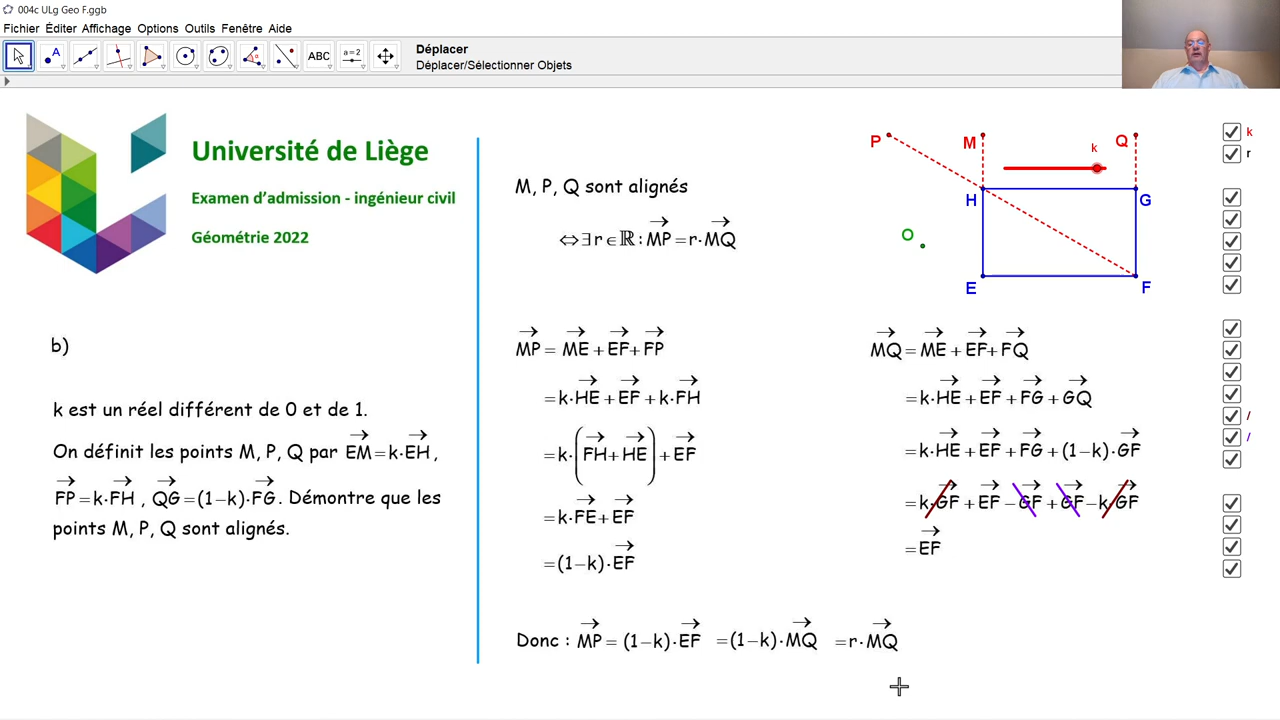 004c ULg Geo F.ggb
Fichier Éditer Affichage Options Outils Fenêtre Aide
A
ABC
a=2
Déplacer
Déplacer/Sélectionner Objets
Université de Liège
Examen d’admission - ingénieur civil
Géométrie 2022
b)
k est un réel différent de 0 et de 1.
On définit les points M, P, Q par EM⃗=k·EH⃗,
FP⃗=k·FH⃗, QG⃗=(1-k)·FG⃗. Démontre que les
points M, P, Q sont alignés.
M, P, Q sont alignés
⇔∃r∈ℝ:MP⃗=r·MQ⃗
P
M
k
Q
H
G
O
E
F
k
r
MP⃗=ME⃗+EF⃗+FP⃗
=k·HE⃗+EF⃗+k·FH⃗
=k·(FH⃗+HE⃗)+EF⃗
=k·FE⃗+EF⃗
=(1-k)·EF⃗
MQ⃗=ME⃗+EF⃗+FQ⃗
=k·HE⃗+EF⃗+FG⃗+GQ⃗
=k·HE⃗+EF⃗+FG⃗+(1-k)·GF⃗
=k·GF⃗+EF⃗-GF⃗+GF⃗-k·GF⃗
=EF⃗
Donc : MP⃗=(1-k)·EF⃗ =(1-k)·MQ⃗ =r·MQ⃗
/
/